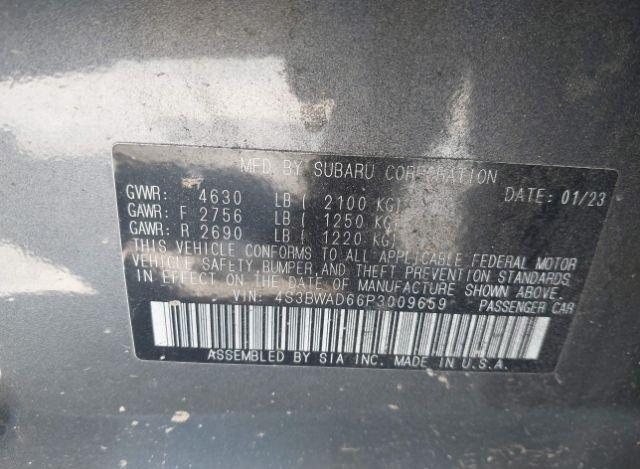 MFD. BY SUBARU CORPORATION
DATE: 01/23
GVWR: 4630 LB ( 2100 KG)
GAWR: F 2756 LB ( 1250 KG)
GAWR: R 2690 LB ( 1220 KG)
THIS VEHICLE CONFORMS TO ALL APPLICABLE FEDERAL MOTOR
VEHICLE SAFETY, BUMPER, AND THEFT PREVENTION STANDARDS
IN EFFECT ON THE DATE OF MANUFACTURE SHOWN ABOVE.
VIN: 4S3BWAD66P3009659 PASSENGER CAR
ASSEMBLED BY SIA INC. MADE IN U.S.A.